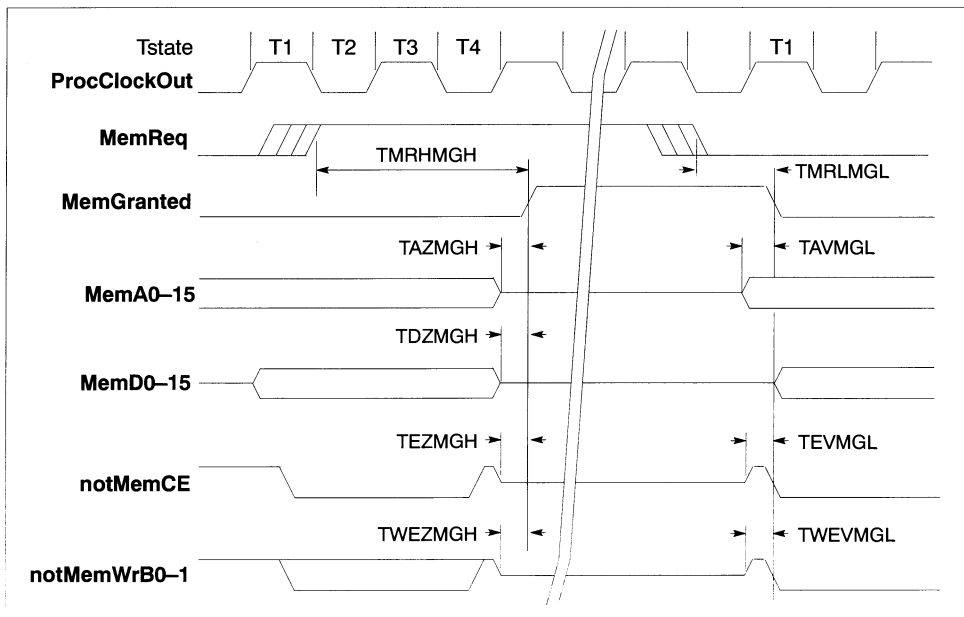 Tstate T1 T2 T3 T4 T1
ProcClockOut
MemReq
TMRHMGH
TMRLMGL
MemGranted
TAZMGH TAVMGL
MemA0–15
TDZMGH
MemD0–15
TEZMGH TEVMGL
notMemCE
TWEZMGH TWEVMGL
notMemWrB0–1